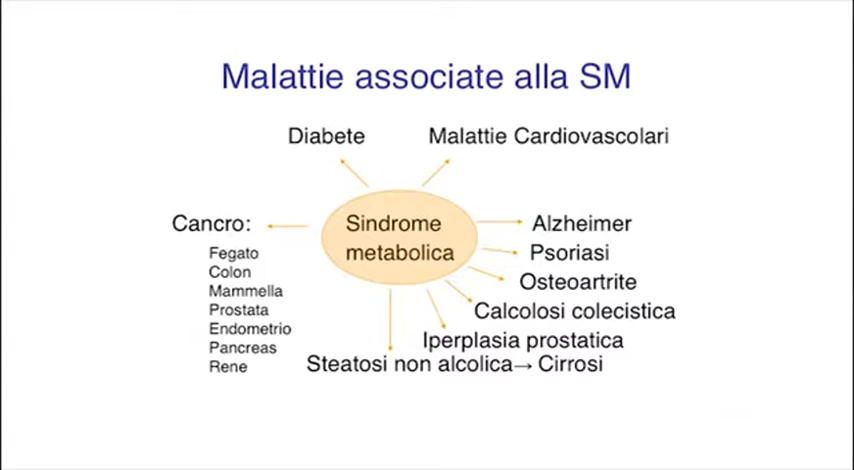 Malattie associate alla SM
Diabete
Malattie Cardiovascolari
Cancro:
Fegato
Colon
Mammella
Prostata
Endometrio
Pancreas
Rene
Sindrome
metabolica
Alzheimer
Psoriasi
Osteoartrite
Calcolosi colecistica
Iperplasia prostatica
Steatosi non alcolica→ Cirrosi